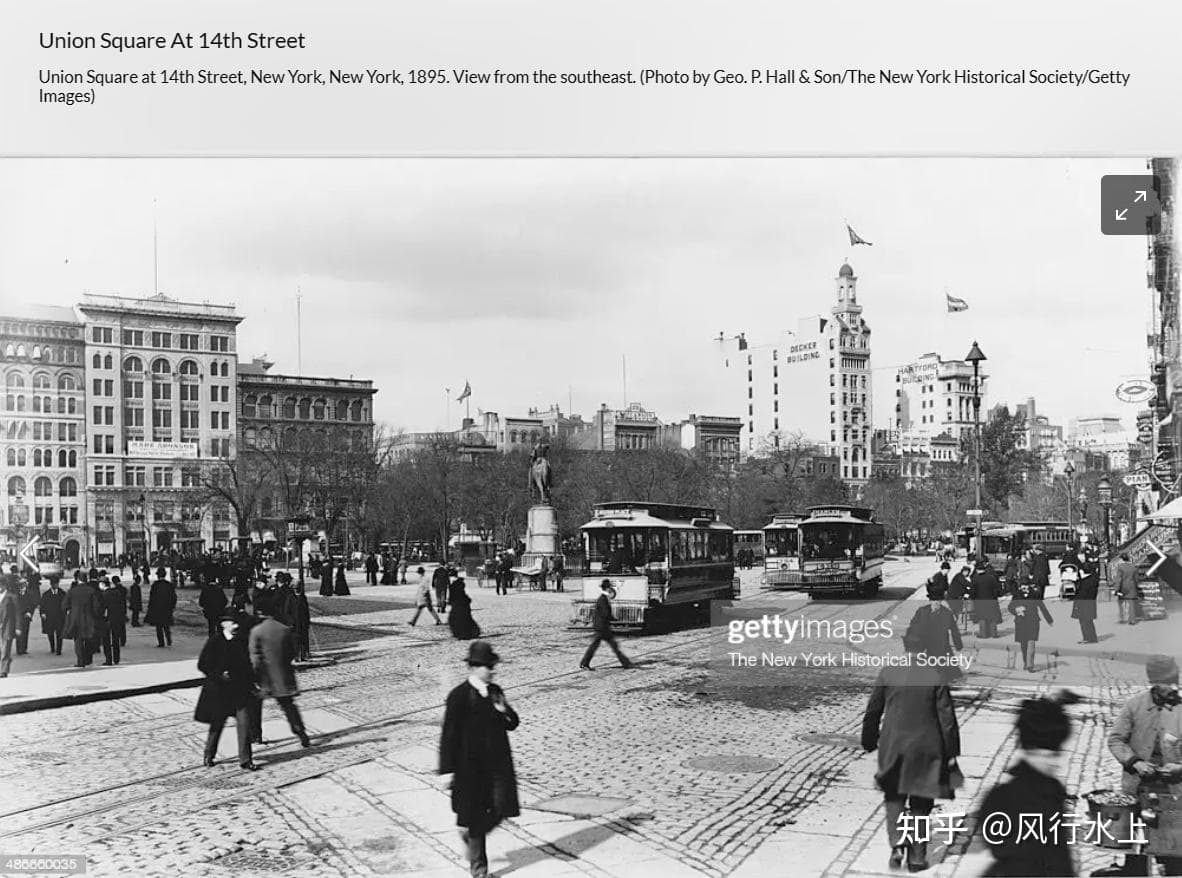 Union Square At 14th Street
Union Square at 14th Street, New York, New York, 1895. View from the southeast. (Photo by Geo. P. Hall & Son/The New York Historical Society/Getty
Images)
DECKER
BUILDING.
HARTFORD
BUILDING.
PIAN
gettyimages®
The New York Historical Society
知乎 @风行水上
486660035